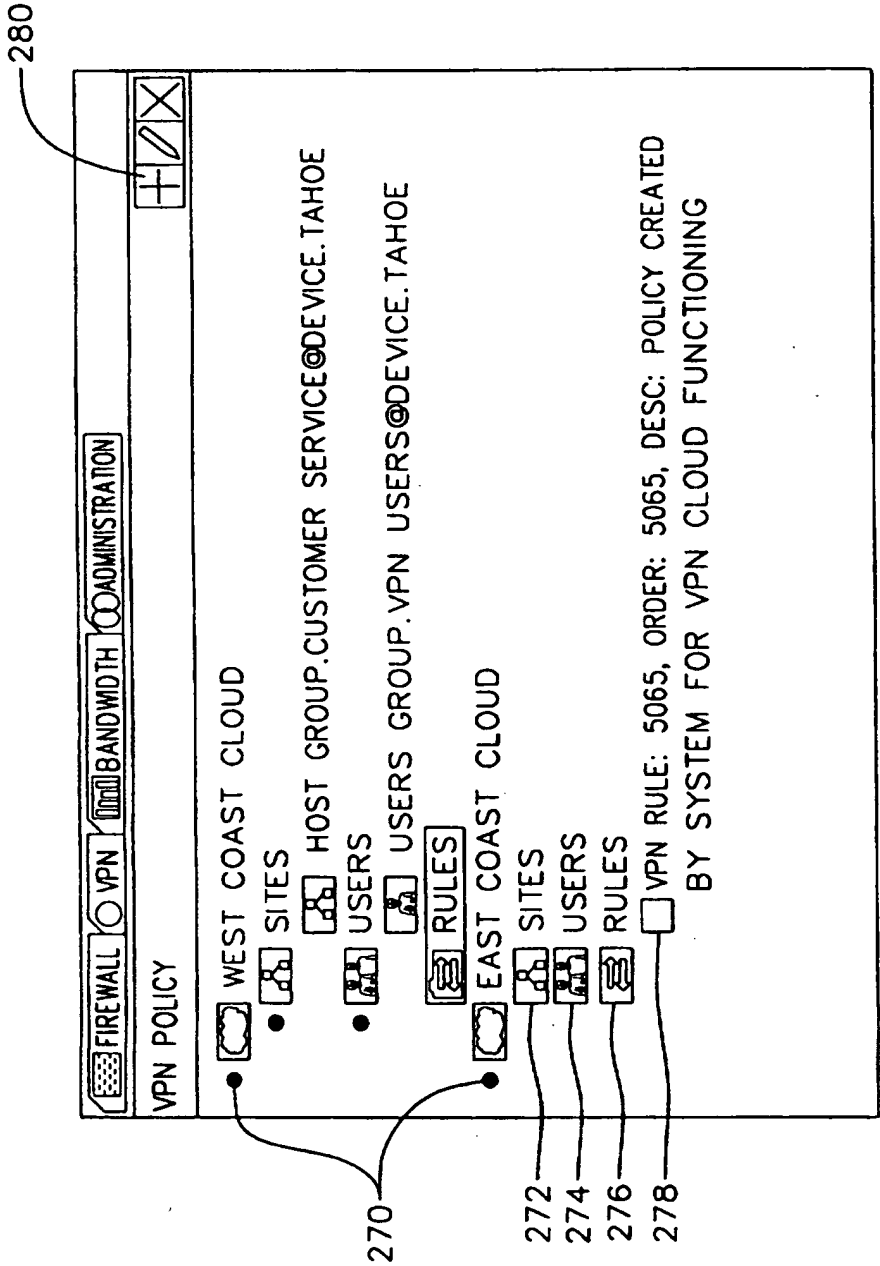 280
FIREWALL VPN BANDWIDTH ADMINISTRATION
VPN POLICY
WEST COAST CLOUD
SITES
HOST GROUP.CUSTOMER SERVICE@DEVICE.TAHOE
USERS
USERS GROUP.VPN USERS@DEVICE.TAHOE
RULES
EAST COAST CLOUD
SITES
USERS
RULES
VPN RULE: 5065, ORDER: 5065, DESC: POLICY CREATED
BY SYSTEM FOR VPN CLOUD FUNCTIONING
270
272
274
276
278